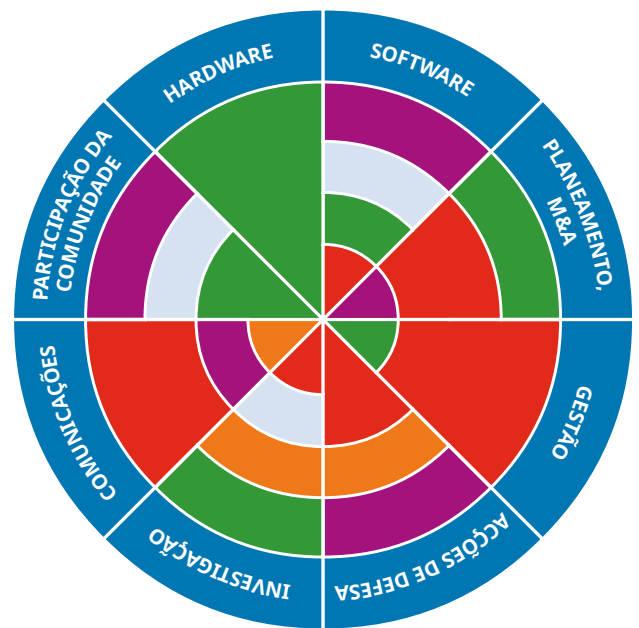 HARDWARE
SOFTWARE
PLANEAMENTO,
M&A
GESTÃO
ACÇÕES DE DEFESA
INVESTIGAÇÃO
COMUNICAÇÕES
PARTICIPAÇÃO DA
COMUNIDADE